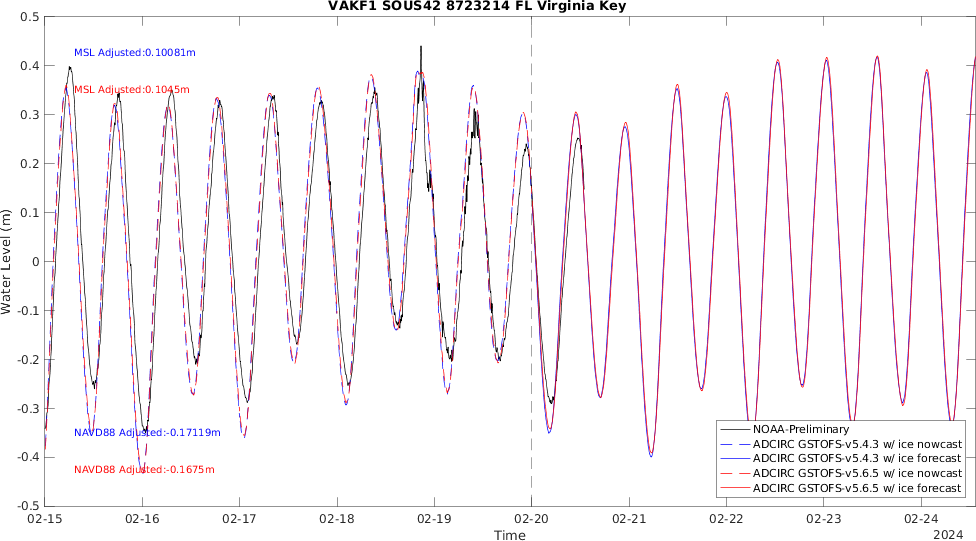 VAKF1 SOUS42 8723214 FL Virginia Key
MSL Adjusted:0.10081m
MSL Adjusted:0.1045m
NAVD88 Adjusted:-0.17119m
NAVD88 Adjusted:-0.1675m
Water Level (m)
0.5
0.4
0.3
0.2
0.1
0
-0.1
-0.2
-0.3
-0.4
-0.5
NOAA-Preliminary
ADCIRC GSTOFS-v5.4.3 w/ ice nowcast
ADCIRC GSTOFS-v5.4.3 w/ ice forecast
ADCIRC GSTOFS-v5.6.5 w/ ice nowcast
ADCIRC GSTOFS-v5.6.5 w/ ice forecast
02-15 02-16 02-17 02-18 02-19 02-20 02-21 02-22 02-23 02-24
Time
2024